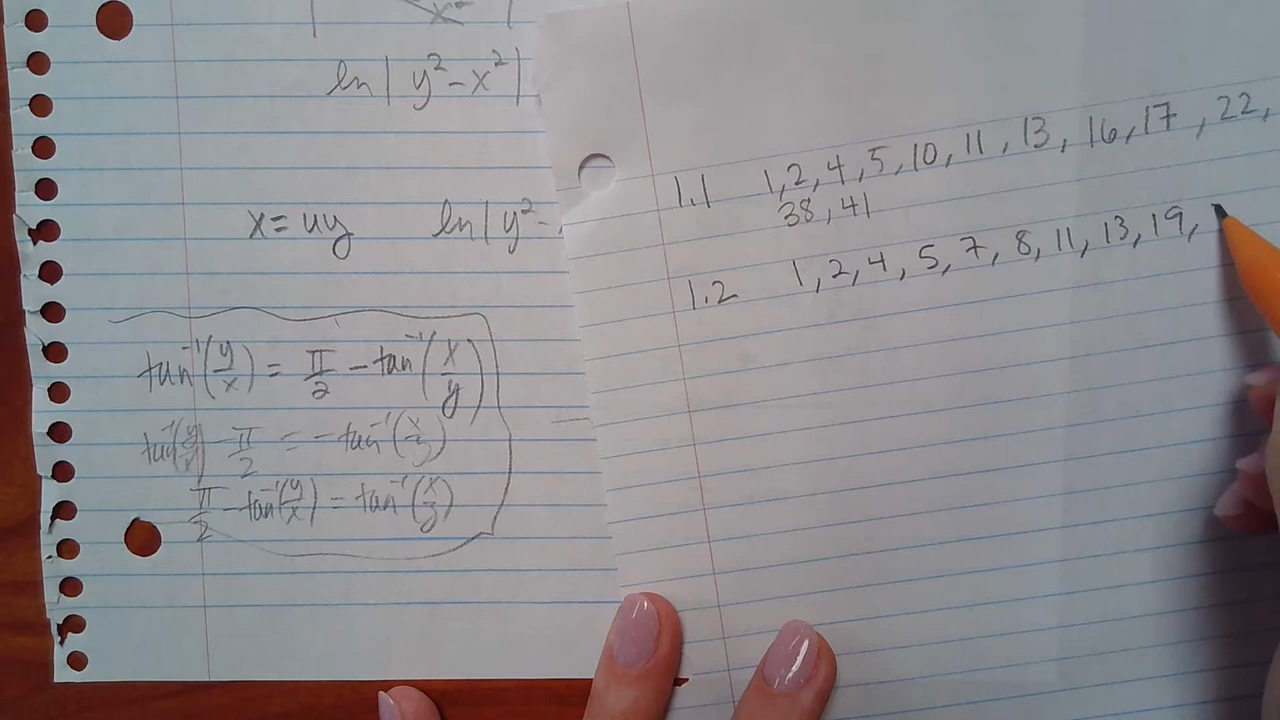 x²
ln| y²-x² |
x = uy ln| y²-
tan⁻¹(y/x) = π/2 - tan⁻¹(x/y)
tan⁻¹(y/x) - π/2 = -tan⁻¹(x/y)
π/2 - tan⁻¹(y/x) = tan⁻¹(x/y)
1.1 1,2,4,5,10,11,13,16,17,22,
38,41
1.2 1,2,4,5,7,8,11,13,19,